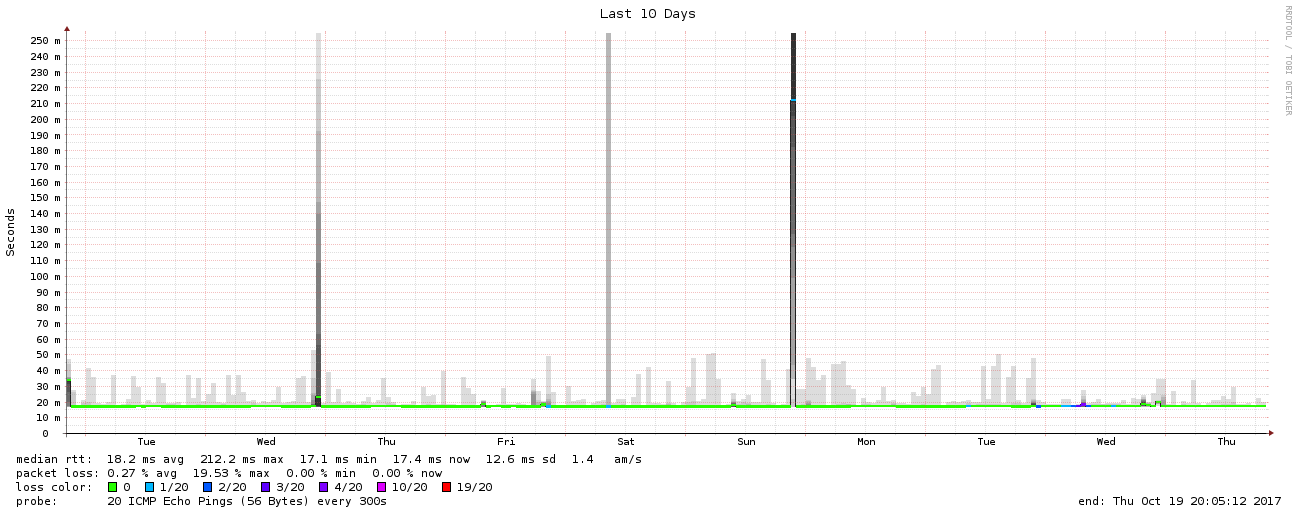 Last 10 Days
RRDTOOL / TOBI OETIKER
Seconds
250 m
240 m
230 m
220 m
210 m
200 m
190 m
180 m
170 m
160 m
150 m
140 m
130 m
120 m
110 m
100 m
90 m
80 m
70 m
60 m
50 m
40 m
30 m
20 m
10 m
0
Tue Wed Thu Fri Sat Sun Mon Tue Wed Thu
median rtt: 18.2 ms avg 212.2 ms max 17.1 ms min 17.4 ms now 12.6 ms sd 1.4 am/s
packet loss: 0.27 % avg 19.53 % max 0.00 % min 0.00 % now
loss color: 0 1/20 2/20 3/20 4/20 10/20 19/20
probe: 20 ICMP Echo Pings (56 Bytes) every 300s end: Thu Oct 19 20:05:12 2017